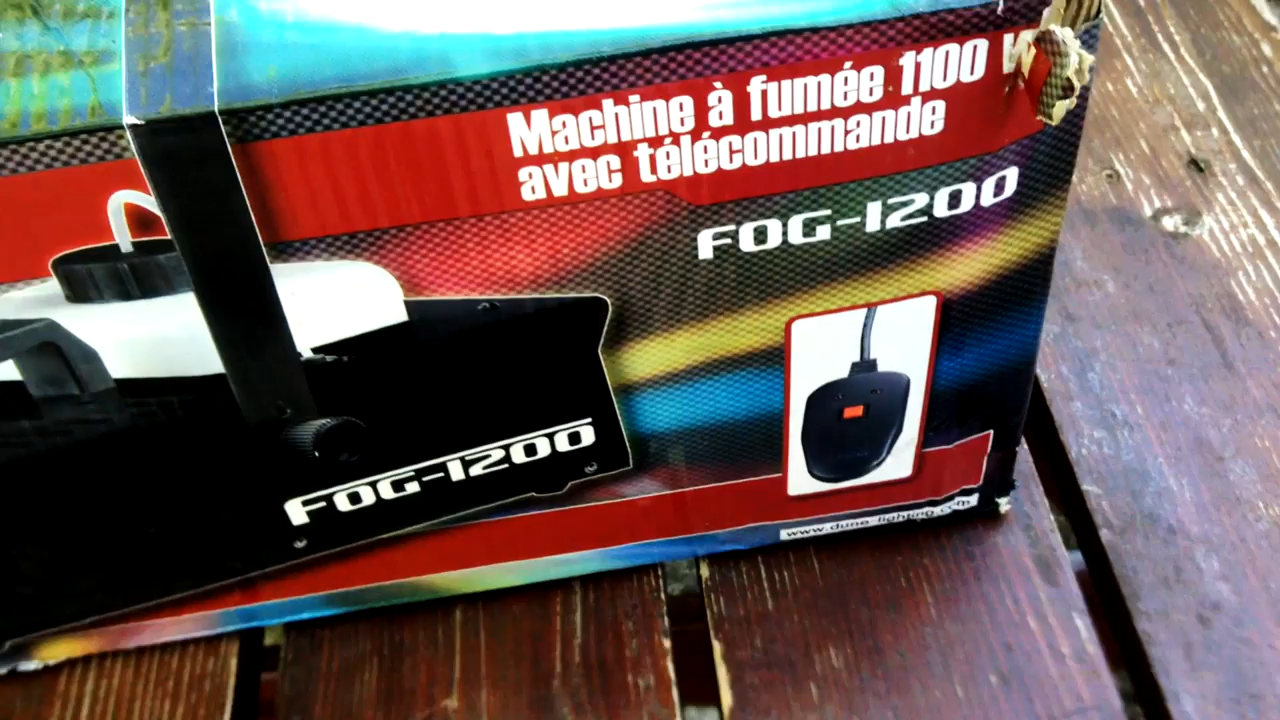 Machine à fumée 1100 W
avec télécommande
FOG-1200
FOG-1200
www.dune-lighting.com